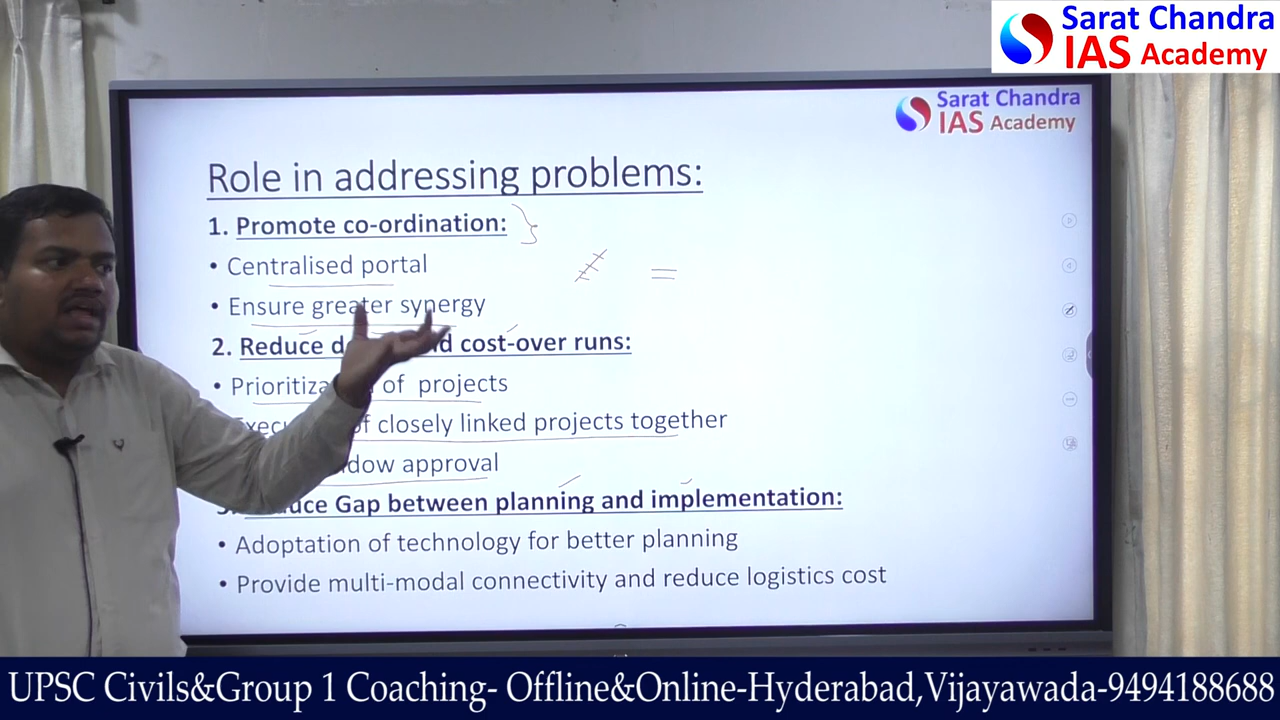 Sarat Chandra
IAS Academy
Sarat Chandra
IAS Academy
Role in addressing problems:
1. Promote co-ordination:
• Centralised portal
• Ensure greater synergy
2. Reduce cost-over runs:
• of projects
of closely linked projects together
approval
Gap between planning and implementation:
• Adoptation of technology for better planning
• Provide multi-modal connectivity and reduce logistics cost
UPSC Civils&Group 1 Coaching- Offline&Online-Hyderabad,Vijayawada-9494188688